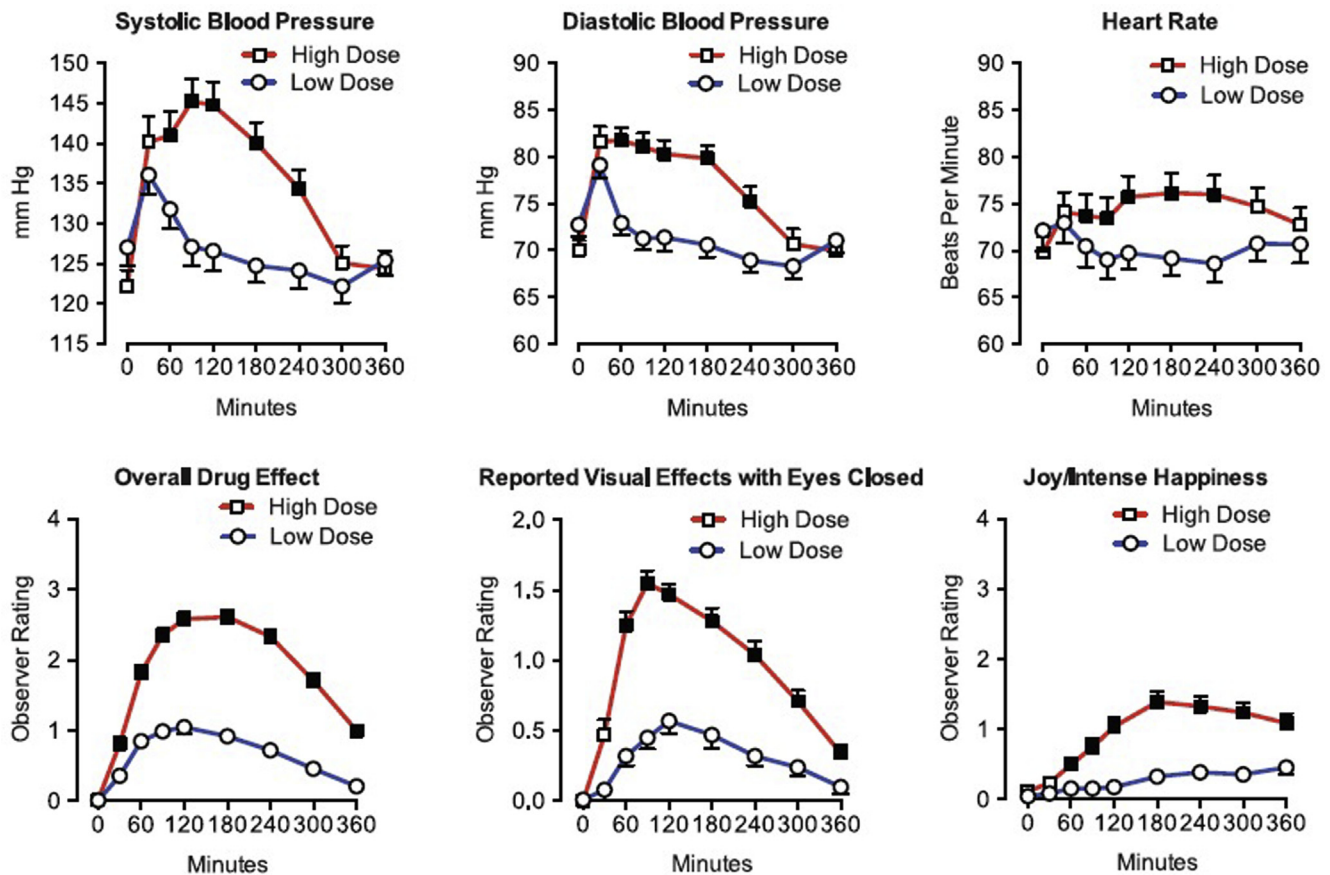 Systolic Blood Pressure
High Dose
Low Dose
150
145
140
135
130
125
120
115
mm Hg
0 60 120 180 240 300 360
Minutes
Diastolic Blood Pressure
High Dose
Low Dose
90
85
80
75
70
65
60
mm Hg
0 60 120 180 240 300 360
Minutes
Heart Rate
High Dose
Low Dose
90
85
80
75
70
65
60
Beats Per Minute
0 60 120 180 240 300 360
Minutes
Overall Drug Effect
High Dose
Low Dose
4
3
2
1
0
Observer Rating
0 60 120 180 240 300 360
Minutes
Reported Visual Effects with Eyes Closed
High Dose
Low Dose
2.0
1.5
1.0
0.5
0.0
Observer Rating
0 60 120 180 240 300 360
Minutes
Joy/Intense Happiness
High Dose
Low Dose
4
3
2
1
0
Observer Rating
0 60 120 180 240 300 360
Minutes